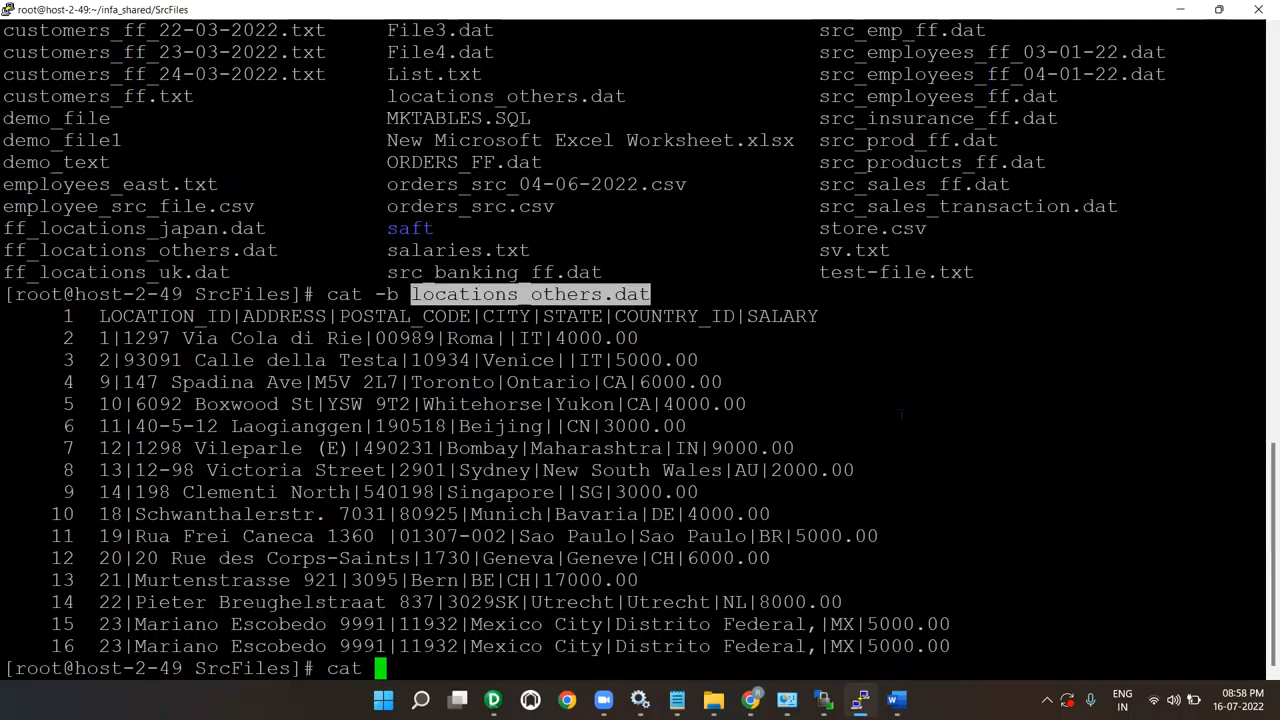 root@host-2-49:~/infa_shared/SrcFiles
customers_ff_22-03-2022.txt File3.dat src_emp_ff.dat
customers_ff_23-03-2022.txt File4.dat src_employees_ff_03-01-22.dat
customers_ff_24-03-2022.txt List.txt src_employees_ff_04-01-22.dat
customers_ff.txt locations_others.dat src_employees_ff.dat
demo_file MKTABLES.SQL src_insurance_ff.dat
demo_file1 New Microsoft Excel Worksheet.xlsx src_prod_ff.dat
demo_text ORDERS_FF.dat src_products_ff.dat
employees_east.txt orders_src_04-06-2022.csv src_sales_ff.dat
employee_src_file.csv orders_src.csv src_sales_transaction.dat
ff_locations_japan.dat saft store.csv
ff_locations_others.dat salaries.txt sv.txt
ff_locations_uk.dat src_banking_ff.dat test-file.txt
[root@host-2-49 SrcFiles]# cat -b locations_others.dat
1 LOCATION_ID|ADDRESS|POSTAL_CODE|CITY|STATE|COUNTRY_ID|SALARY
2 1|1297 Via Cola di Rie|00989|Roma||IT|4000.00
3 2|93091 Calle della Testa|10934|Venice||IT|5000.00
4 9|147 Spadina Ave|M5V 2L7|Toronto|Ontario|CA|6000.00
5 10|6092 Boxwood St|YSW 9T2|Whitehorse|Yukon|CA|4000.00
6 11|40-5-12 Laogianggen|190518|Beijing||CN|3000.00
7 12|1298 Vileparle (E)|490231|Bombay|Maharashtra|IN|9000.00
8 13|12-98 Victoria Street|2901|Sydney|New South Wales|AU|2000.00
9 14|198 Clementi North|540198|Singapore||SG|3000.00
10 18|Schwanthalerstr. 7031|80925|Munich|Bavaria|DE|4000.00
11 19|Rua Frei Caneca 1360 |01307-002|Sao Paulo|Sao Paulo|BR|5000.00
12 20|20 Rue des Corps-Saints|1730|Geneva|Geneve|CH|6000.00
13 21|Murtenstrasse 921|3095|Bern|BE|CH|17000.00
14 22|Pieter Breughelstraat 837|3029SK|Utrecht|Utrecht|NL|8000.00
15 23|Mariano Escobedo 9991|11932|Mexico City|Distrito Federal,|MX|5000.00
16 23|Mariano Escobedo 9991|11932|Mexico City|Distrito Federal,|MX|5000.00
[root@host-2-49 SrcFiles]# cat
ENG 08:58 PM
IN 16-07-2022